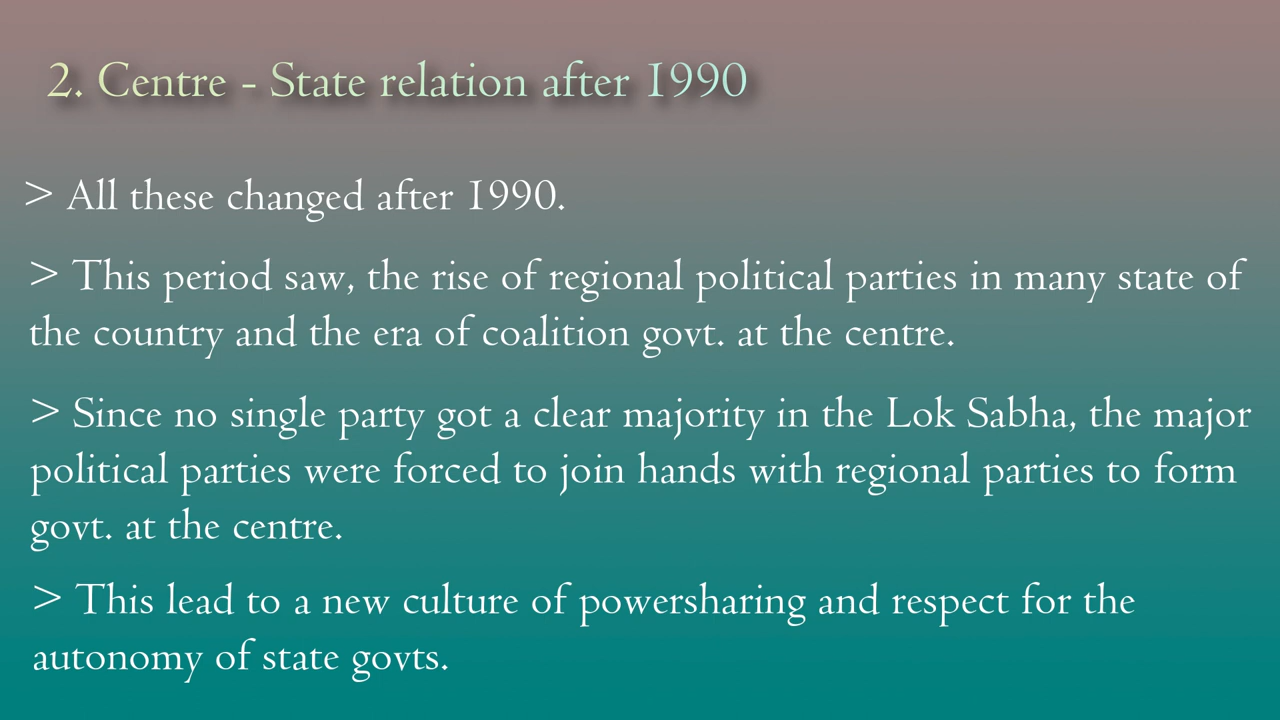 2. Centre - State relation after 1990
> All these changed after 1990.
> This period saw, the rise of regional political parties in many state of
the country and the era of coalition govt. at the centre.
> Since no single party got a clear majority in the Lok Sabha, the major
political parties were forced to join hands with regional parties to form
govt. at the centre.
> This lead to a new culture of powersharing and respect for the
autonomy of state govts.